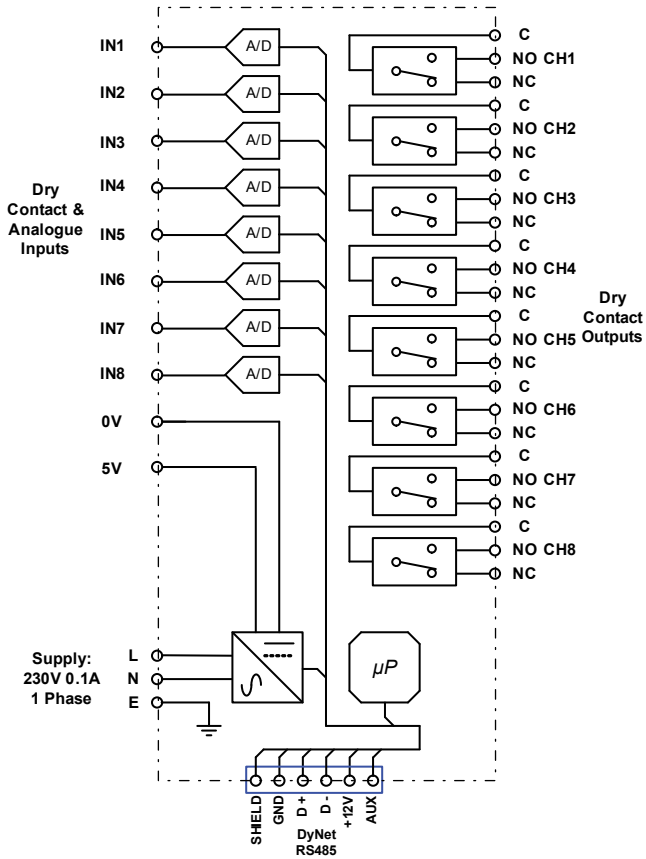 IN1
IN2
IN3
IN4
IN5
IN6
IN7
IN8
0V
5V
Dry
Contact &
Analogue
Inputs
A/D
A/D
A/D
A/D
A/D
A/D
A/D
A/D
C
NO CH1
NC
C
NO CH2
NC
C
NO CH3
NC
C
NO CH4
NC
C
NO CH5
NC
C
NO CH6
NC
C
NO CH7
NC
C
NO CH8
NC
Dry
Contact
Outputs
Supply:
230V 0.1A
1 Phase
L
N
E
µP
SHIELD
GND
D +
D -
+12V
AUX
DyNet
RS485